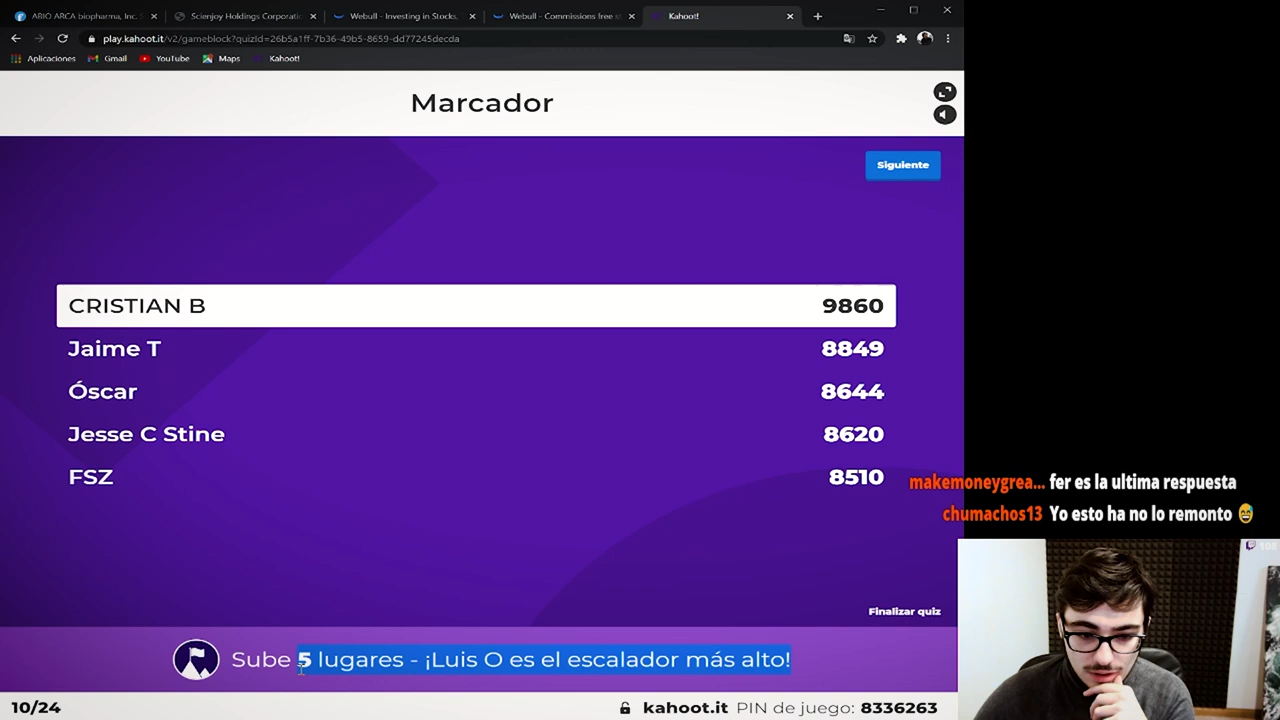 ABIO ARCA biopharma, Inc. S
Scienjoy Holdings Corporatio
Webull - Investing in Stocks,
Webull - Commissions free st
Kahoot!
play.kahoot.it/v2/gameblock?quizId=26b5a1ff-7b36-49b5-8659-dd77245decda
Aplicaciones
Gmail
YouTube
Maps
Kahoot!
Marcador
Siguiente
CRISTIAN B 9860
Jaime T 8849
Óscar 8644
Jesse C Stine 8620
FSZ 8510
makemoneygrea... fer es la ultima respuesta
chumachos13 Yo esto ha no lo remonto 😅
Finalizar quiz
Sube 5 lugares - ¡Luis O es el escalador más alto!
10/24
kahoot.it PIN de juego: 8336263